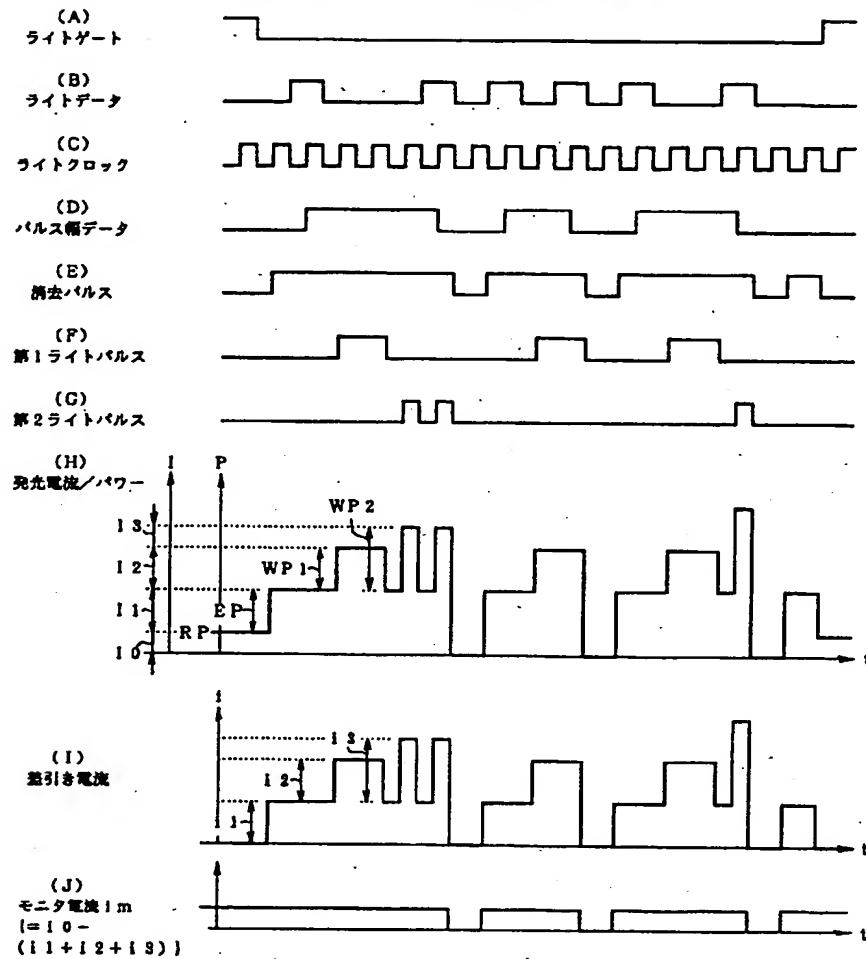 (A)
ライトゲート
(B)
ライトデータ
(C)
ライトクロック
(D)
パルス幅データ
(E)
消去パルス
(F)
第1ライトパルス
(G)
第2ライトパルス
(H)
発光電流/パワー
I
P
WP2
I3
I2
WP1
I1
EP
RP
I0
t
(I)
差引き電流
i
i3
i2
i1
t
(J)
モニタ電流Im
{=I0-
(i1+i2+i3)}
t